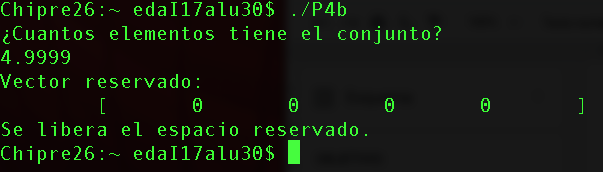 Chipre26:~ edaI17alu30$ ./P4b
¿Cuantos elementos tiene el conjunto?
4.9999
Vector reservado:
[ 0 0 0 0 ]
Se libera el espacio reservado.
Chipre26:~ edaI17alu30$